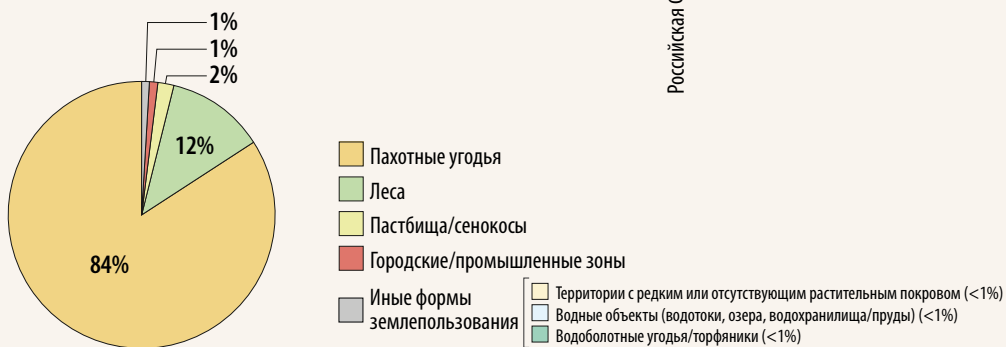 Российская
1%
1%
2%
12%
84%
Пахотные угодья
Леса
Пастбища/сенокосы
Городские/промышленные зоны
Иные формы
землепользования
Территории с редким или отсутствующим растительным покровом (<1%)
Водные объекты (водотоки, озера, водохранилища/пруды) (<1%)
Водоболотные угодья/торфяники (<1%)